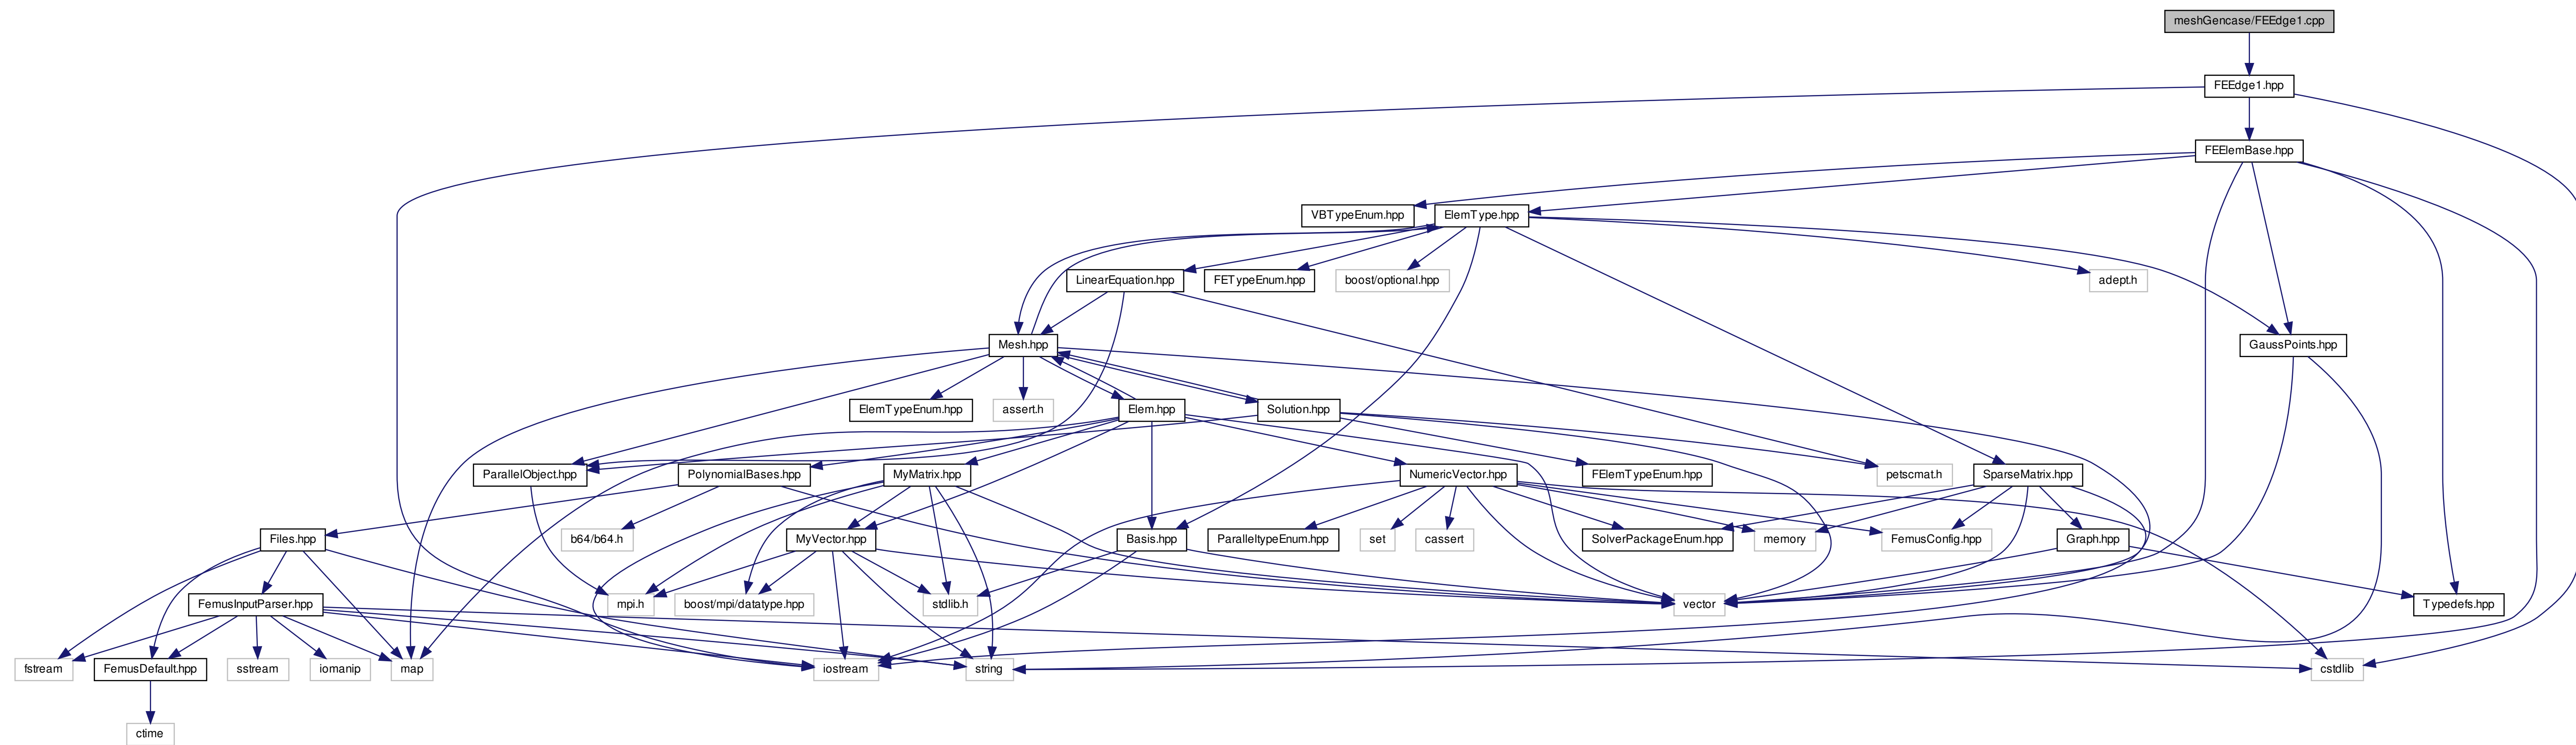 meshGencase/FEEdge1.cpp
FEEdge1.hpp
FEElemBase.hpp
VBTypeEnum.hpp
ElemType.hpp
LinearEquation.hpp
FETypeEnum.hpp
boost/optional.hpp
adept.h
Mesh.hpp
GaussPoints.hpp
ElemTypeEnum.hpp
assert.h
Elem.hpp
Solution.hpp
ParallelObject.hpp
PolynomialBases.hpp
MyMatrix.hpp
NumericVector.hpp
FElemTypeEnum.hpp
petscmat.h
SparseMatrix.hpp
Files.hpp
b64/b64.h
MyVector.hpp
Basis.hpp
ParalleltypeEnum.hpp
set
cassert
SolverPackageEnum.hpp
memory
FemusConfig.hpp
Graph.hpp
FemusInputParser.hpp
mpi.h
boost/mpi/datatype.hpp
stdlib.h
vector
Typedefs.hpp
fstream
FemusDefault.hpp
sstream
iomanip
map
iostream
string
cstdlib
ctime